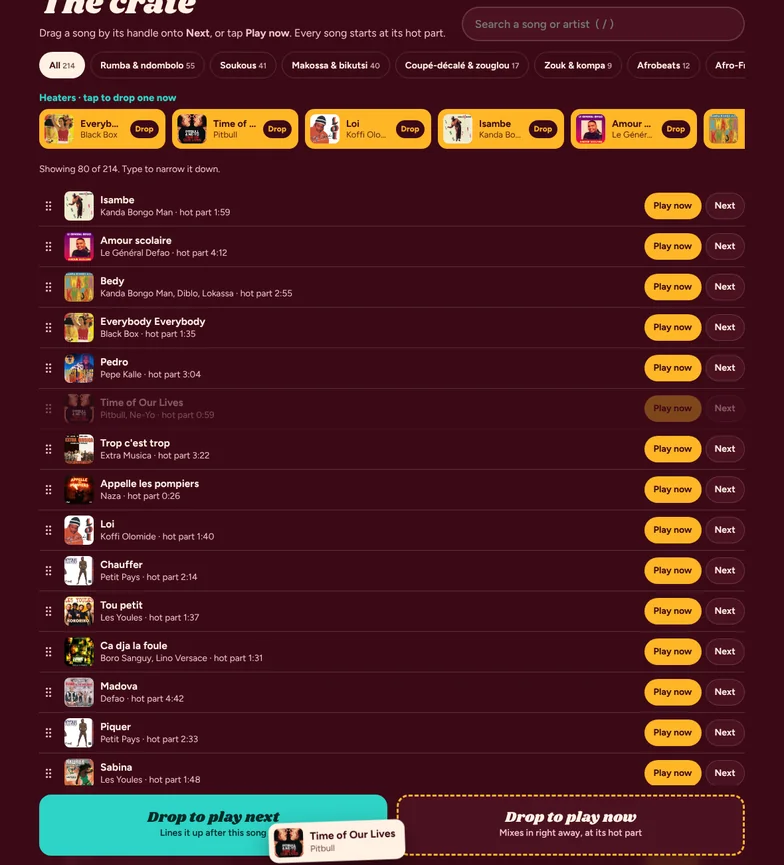 The crate
Drag a song by its handle onto Next, or tap Play now. Every song starts at its hot part.
Search a song or artist ( / )
All 214
Rumba & ndombolo 55
Soukous 41
Makossa & bikutsi 40
Coupé-décalé & zouglou 17
Zouk & kompa 9
Afrobeats 12
Afro-Fr
Heaters · tap to drop one now
Everyb...
Black Box
Drop
Time of ...
Pitbull
Drop
Loi
Koffi Olo...
Drop
Isambe
Kanda Bo...
Drop
Amour ...
Le Génér...
Drop
Showing 80 of 214. Type to narrow it down.
Isambe
Kanda Bongo Man · hot part 1:59
Play now
Next
Amour scolaire
Le Général Defao · hot part 4:12
Play now
Next
Bedy
Kanda Bongo Man, Diblo, Lokassa · hot part 2:55
Play now
Next
Everybody Everybody
Black Box · hot part 1:35
Play now
Next
Pedro
Pepe Kalle · hot part 3:04
Play now
Next
Time of Our Lives
Pitbull, Ne-Yo · hot part 0:59
Play now
Next
Trop c'est trop
Extra Musica · hot part 3:22
Play now
Next
Appelle les pompiers
Naza · hot part 0:26
Play now
Next
Loi
Koffi Olomide · hot part 1:40
Play now
Next
Chauffer
Petit Pays · hot part 2:14
Play now
Next
Tou petit
Les Youles · hot part 1:37
Play now
Next
Ca dja la foule
Boro Sanguy, Lino Versace · hot part 1:31
Play now
Next
Madova
Defao · hot part 4:42
Play now
Next
Piquer
Petit Pays · hot part 2:33
Play now
Next
Sabina
Les Youles · hot part 1:48
Play now
Next
Drop to play next
Lines it up after this song
Time of Our Lives
Pitbull
Drop to play now
Mixes in right away, at its hot part